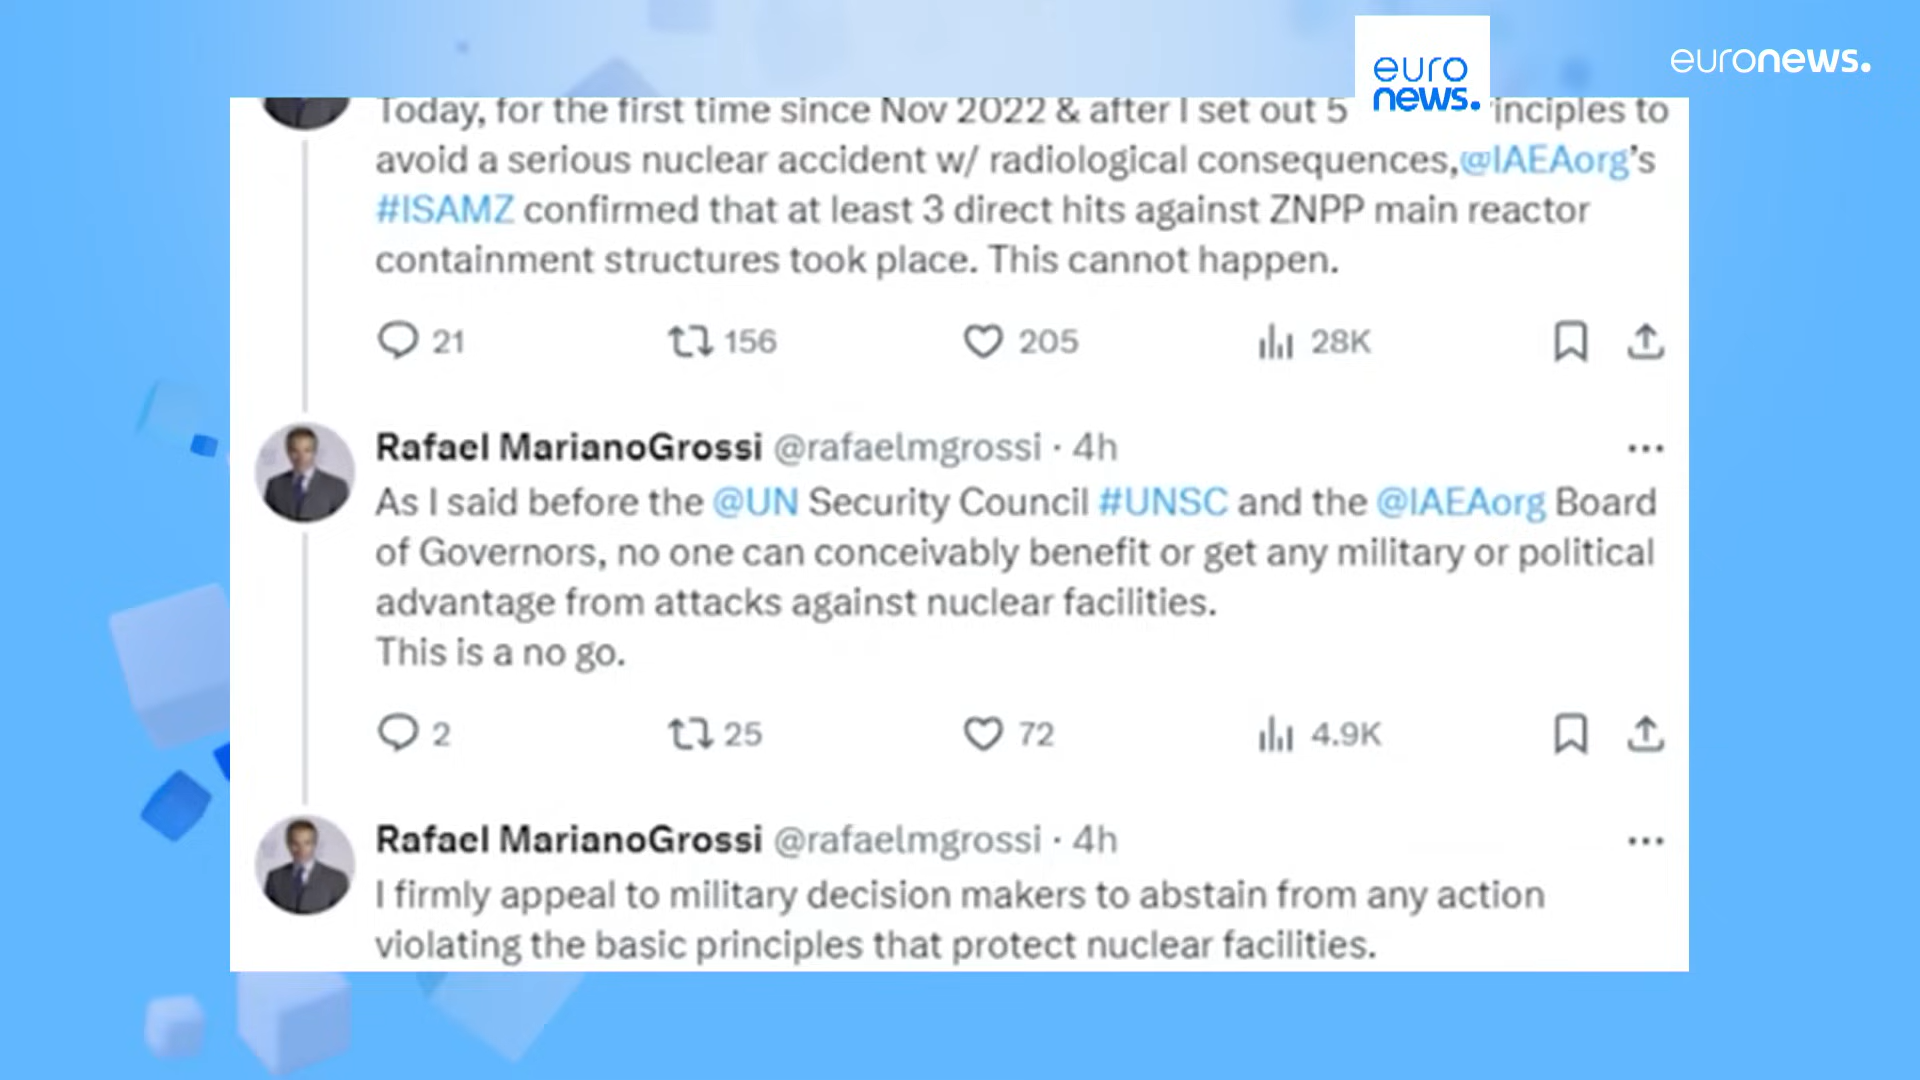 euro
news.
euronews.
Today, for the first time since Nov 2022 & after I set out 5 inciples to
avoid a serious nuclear accident w/ radiological consequences,@IAEAorg's
#ISAMZ confirmed that at least 3 direct hits against ZNPP main reactor
containment structures took place. This cannot happen.
21 156 205 28K
Rafael MarianoGrossi @rafaelmgrossi · 4h
As I said before the @UN Security Council #UNSC and the @IAEAorg Board
of Governors, no one can conceivably benefit or get any military or political
advantage from attacks against nuclear facilities.
This is a no go.
2 25 72 4.9K
Rafael MarianoGrossi @rafaelmgrossi · 4h
I firmly appeal to military decision makers to abstain from any action
violating the basic principles that protect nuclear facilities.